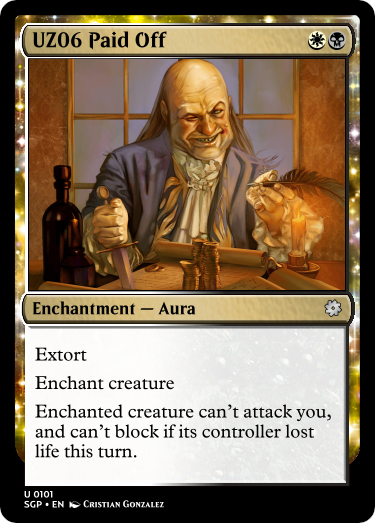 UZ06 Paid Off
Enchantment — Aura
Extort
Enchant creature
Enchanted creature can't attack you,
and can't block if its controller lost
life this turn.
U 0101
SGP • EN Cristian Gonzalez